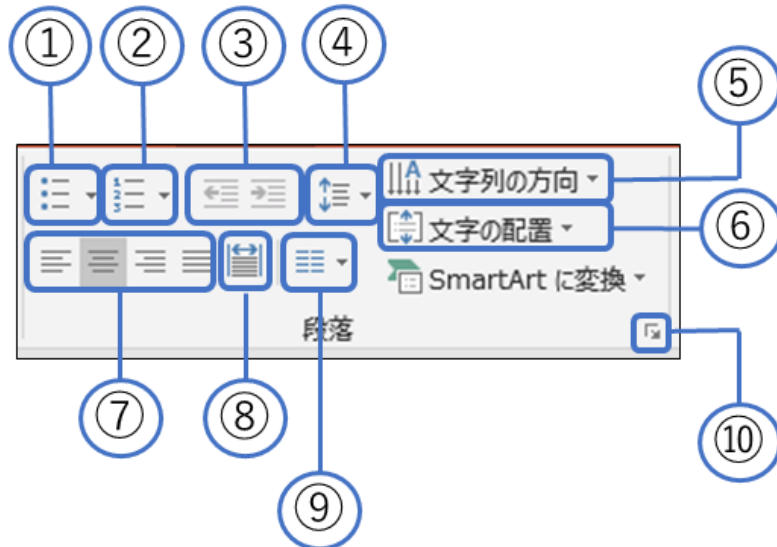 ① ② ③ ④
⑤
文字列の方向
⑥
文字の配置
SmartArt に変換
段落
⑦ ⑧
⑩
⑨